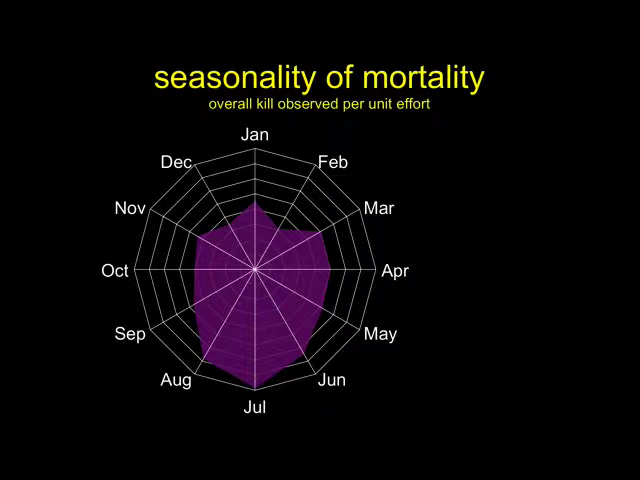 seasonality of mortality
overall kill observed per unit effort
Jan
Dec
Feb
Nov
Mar
Oct
Apr
Sep
May
Aug
Jun
Jul